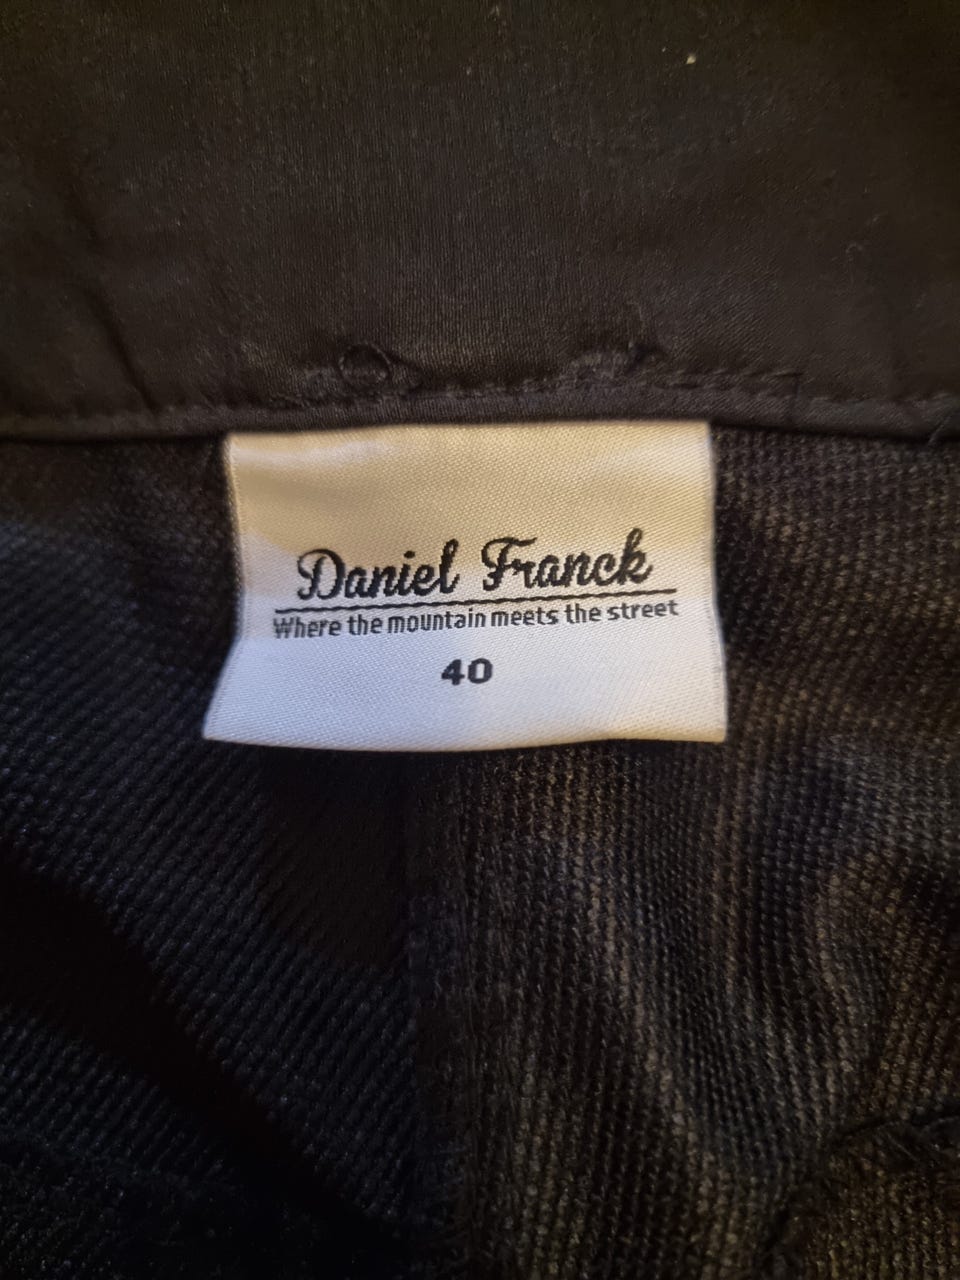 Daniel Franck
Where the mountain meets the street
40